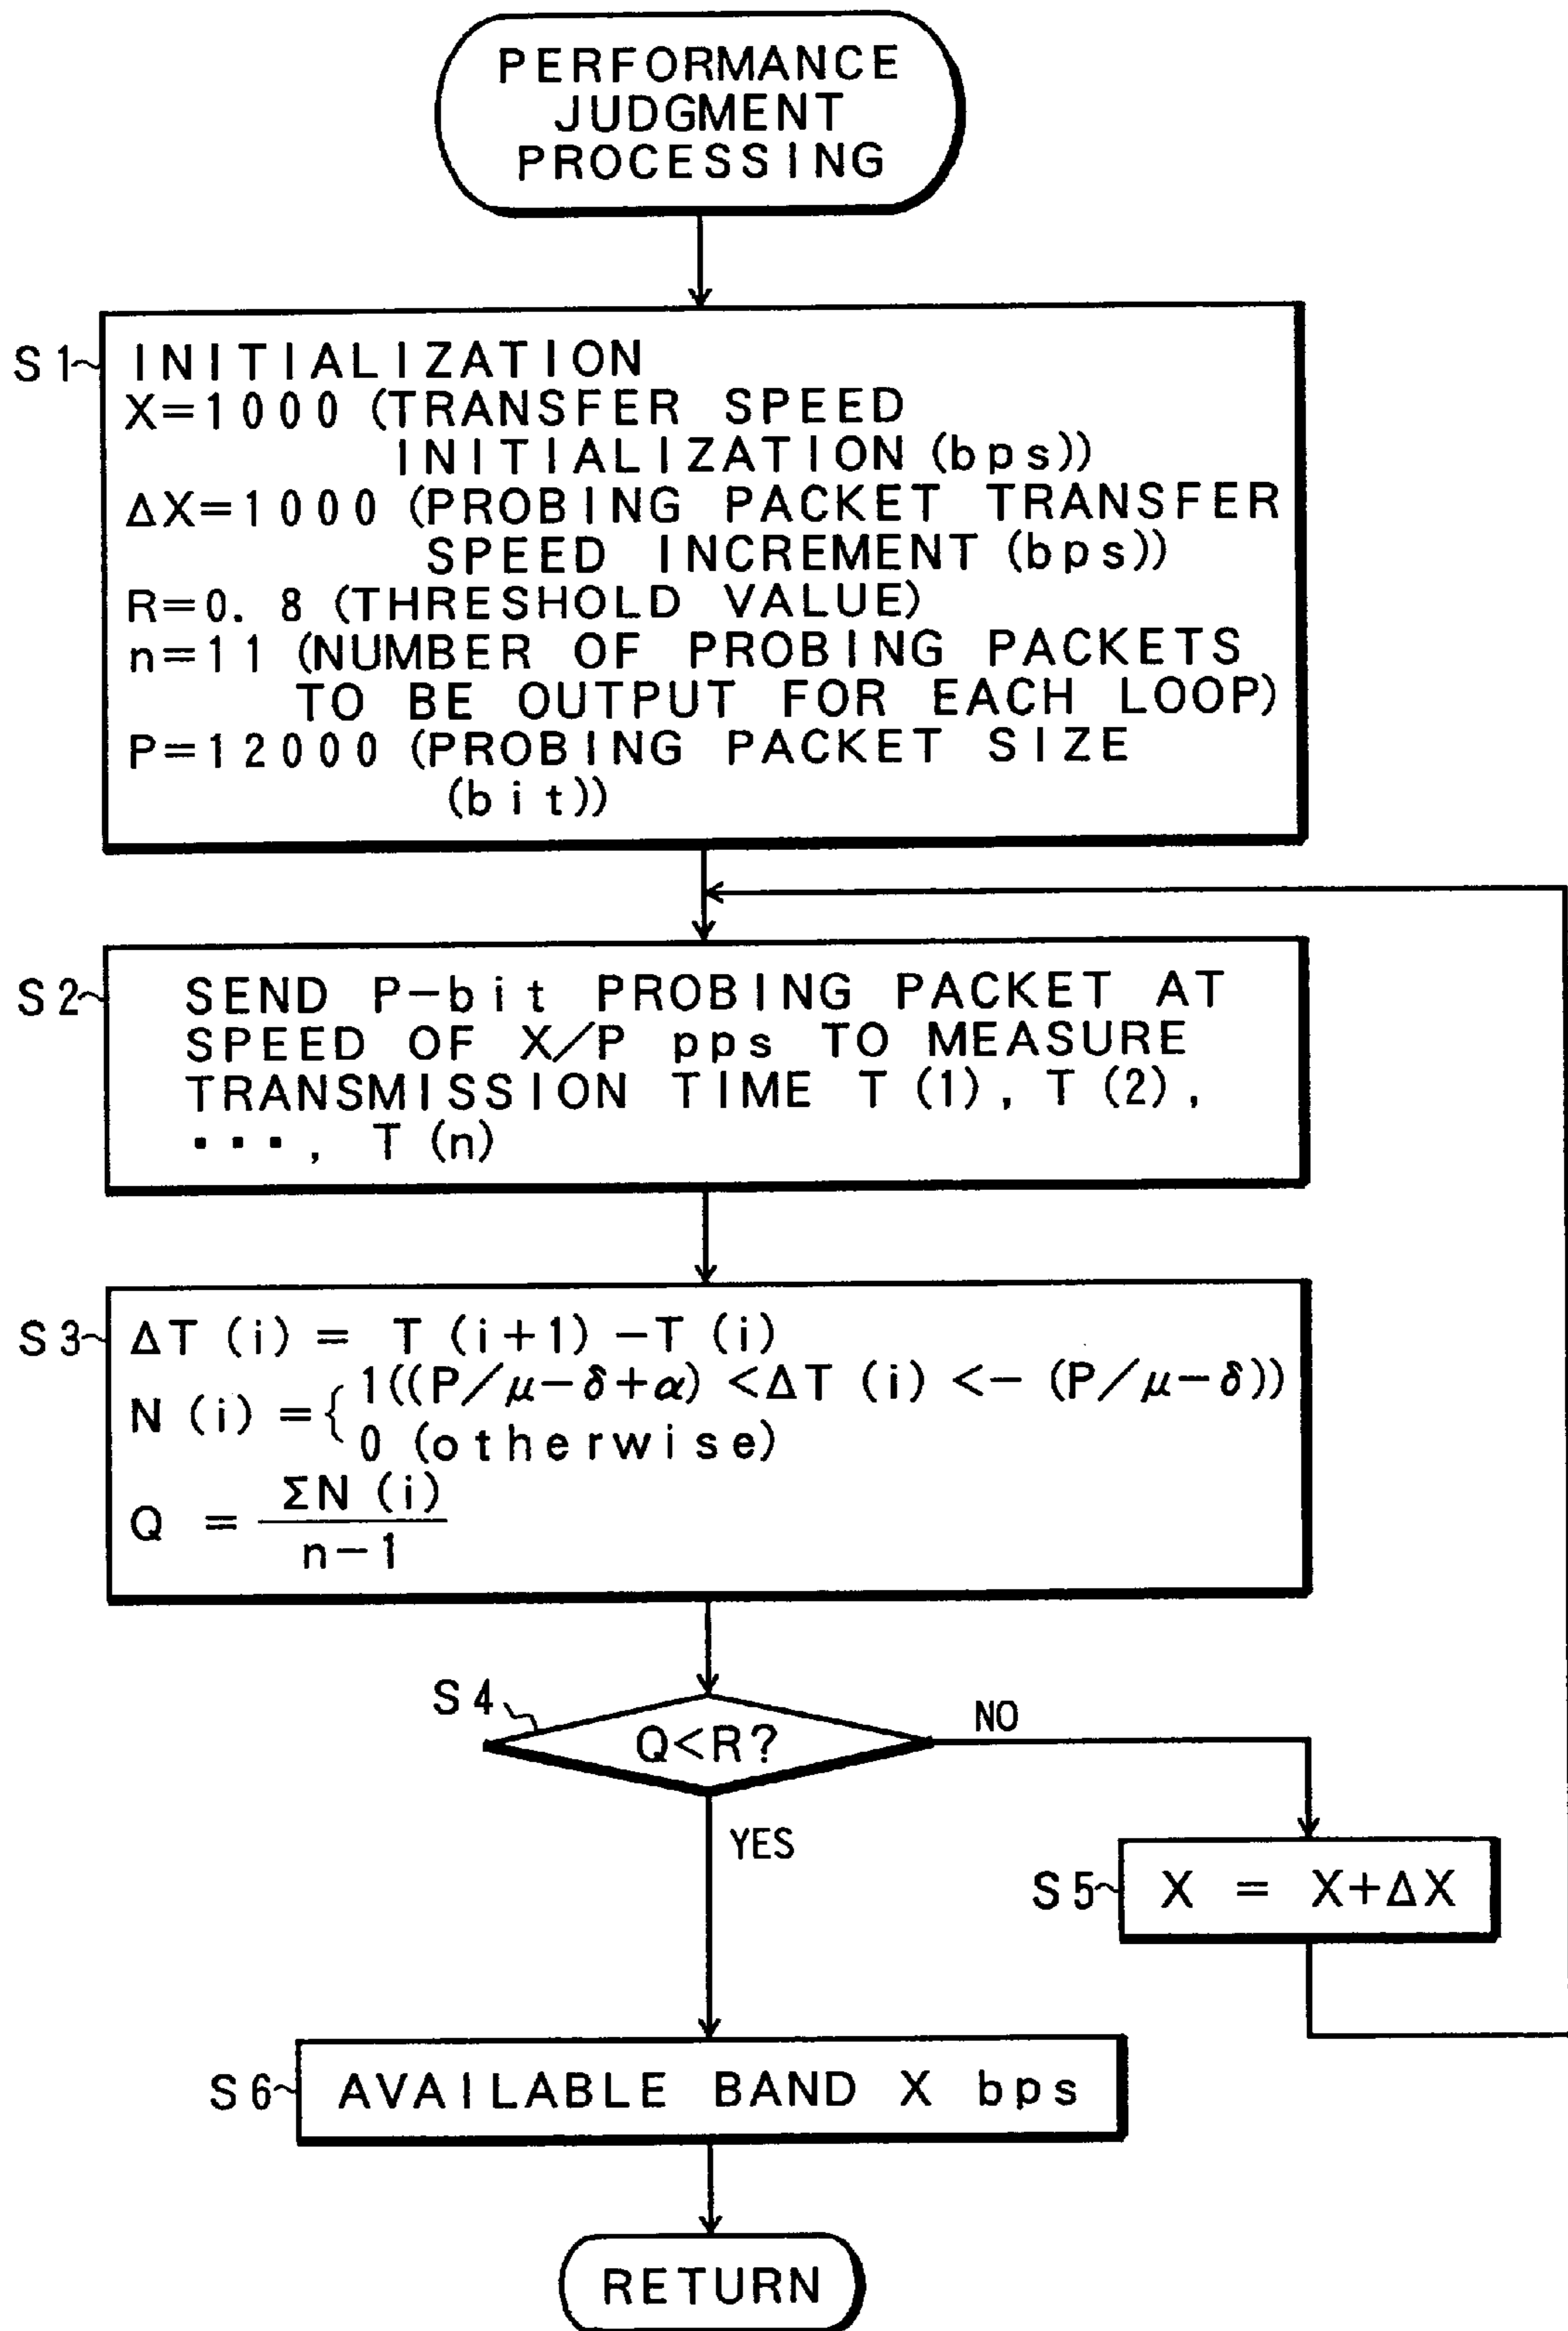 PERFORMANCE
JUDGMENT
PROCESSING
S1
INITIALIZATION
X=1000 (TRANSFER SPEED
INITIALIZATION (bps))
ΔX=1000 (PROBING PACKET TRANSFER
SPEED INCREMENT (bps))
R=0.8 (THRESHOLD VALUE)
n=11 (NUMBER OF PROBING PACKETS
TO BE OUTPUT FOR EACH LOOP)
P=12000 (PROBING PACKET SIZE
(bit))
S2
SEND P-bit PROBING PACKET AT
SPEED OF X/P pps TO MEASURE
TRANSMISSION TIME T(1), T(2),
..., T(n)
S3
ΔT(i) = T(i+1)-T(i)
N(i)={ 1((P/μ-δ+α) <ΔT(i) <-(P/μ-δ))
0 (otherwise)
Q = ΣN(i)
n-1
S4
Q<R?
NO
YES
S5
X = X+ΔX
S6
AVAILABLE BAND X bps
RETURN